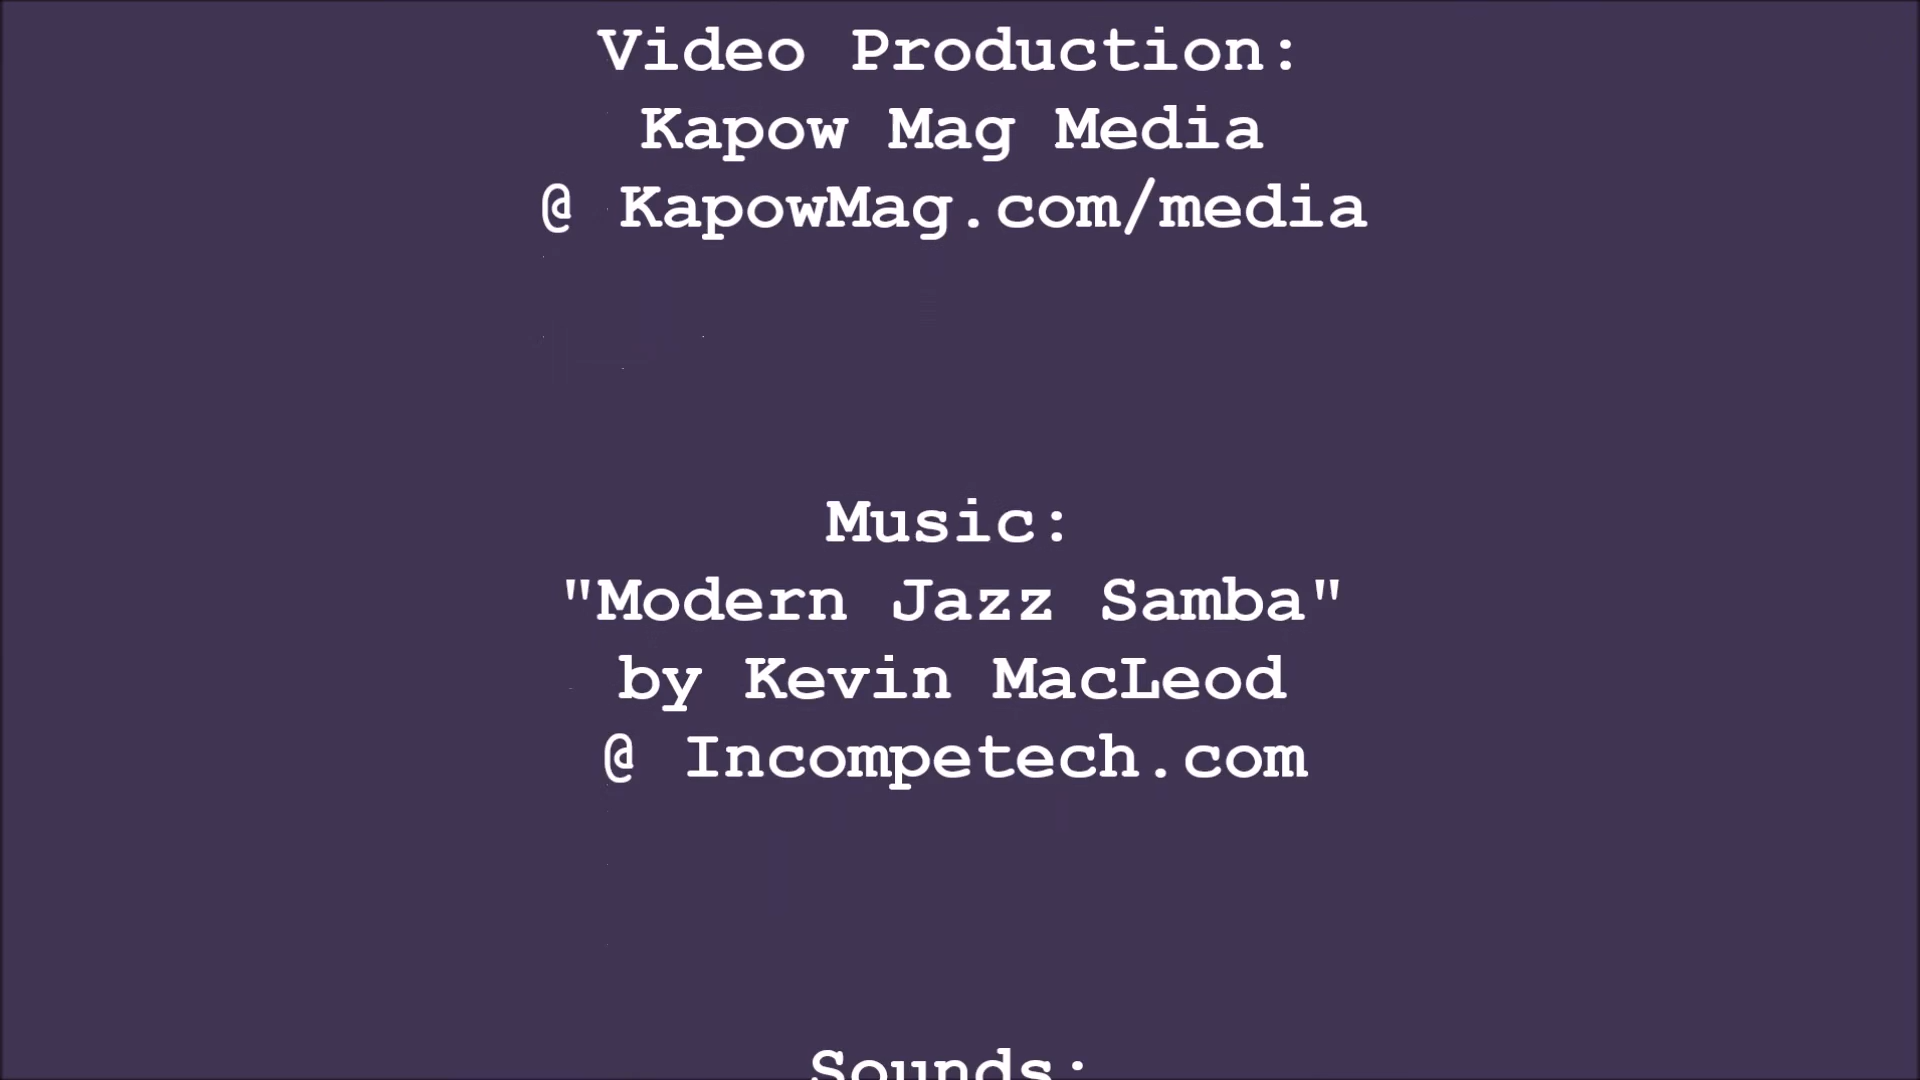 Video Production:
Kapow Mag Media
@ KapowMag.com/media
Music:
"Modern Jazz Samba"
by Kevin MacLeod
@ Incompetech.com
Sounds: